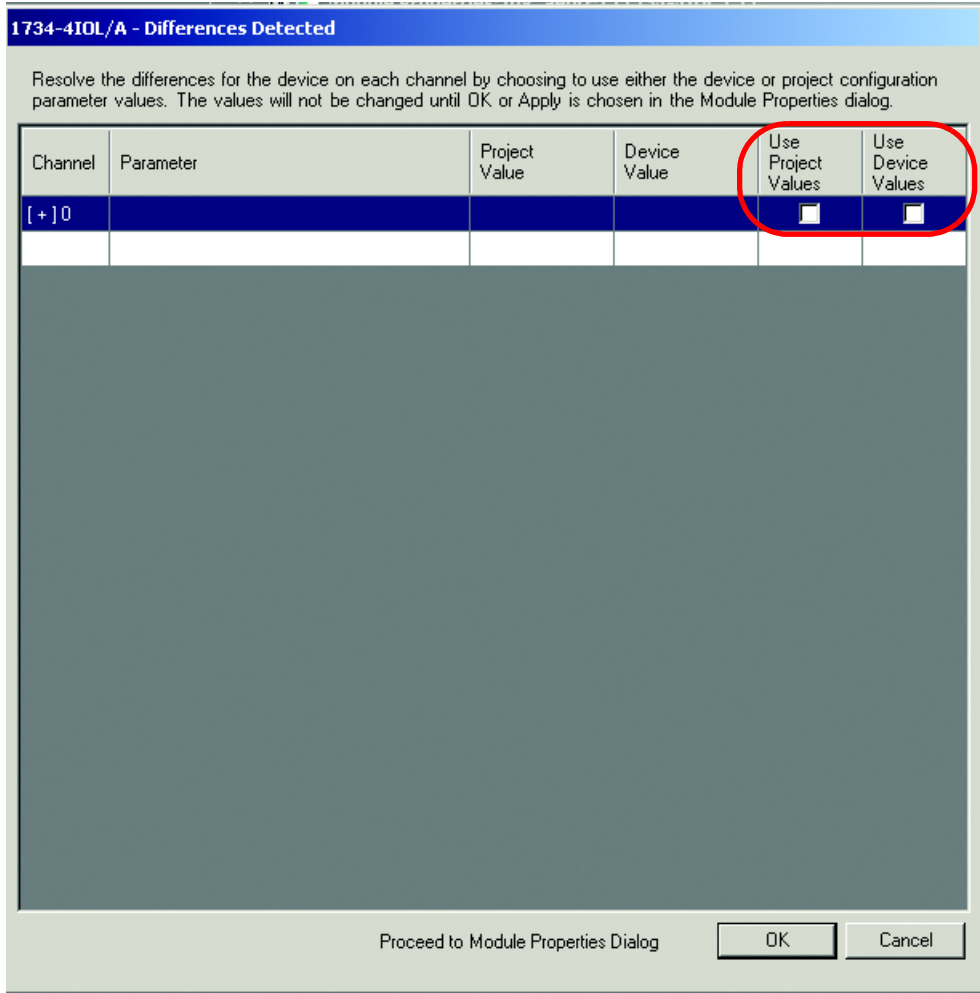 1734-4IOL/A - Differences Detected
Resolve the differences for the device on each channel by choosing to use either the device or project configuration
parameter values. The values will not be changed until OK or Apply is chosen in the Module Properties dialog.
Channel Parameter Project Value Device Value Use Project Values Use Device Values
[+] 0
Proceed to Module Properties Dialog OK Cancel